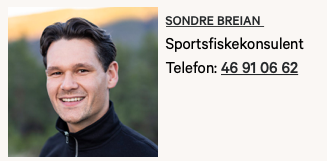 SONDRE BREIAN
Sportsfiskekonsulent
Telefon: 46 91 06 62